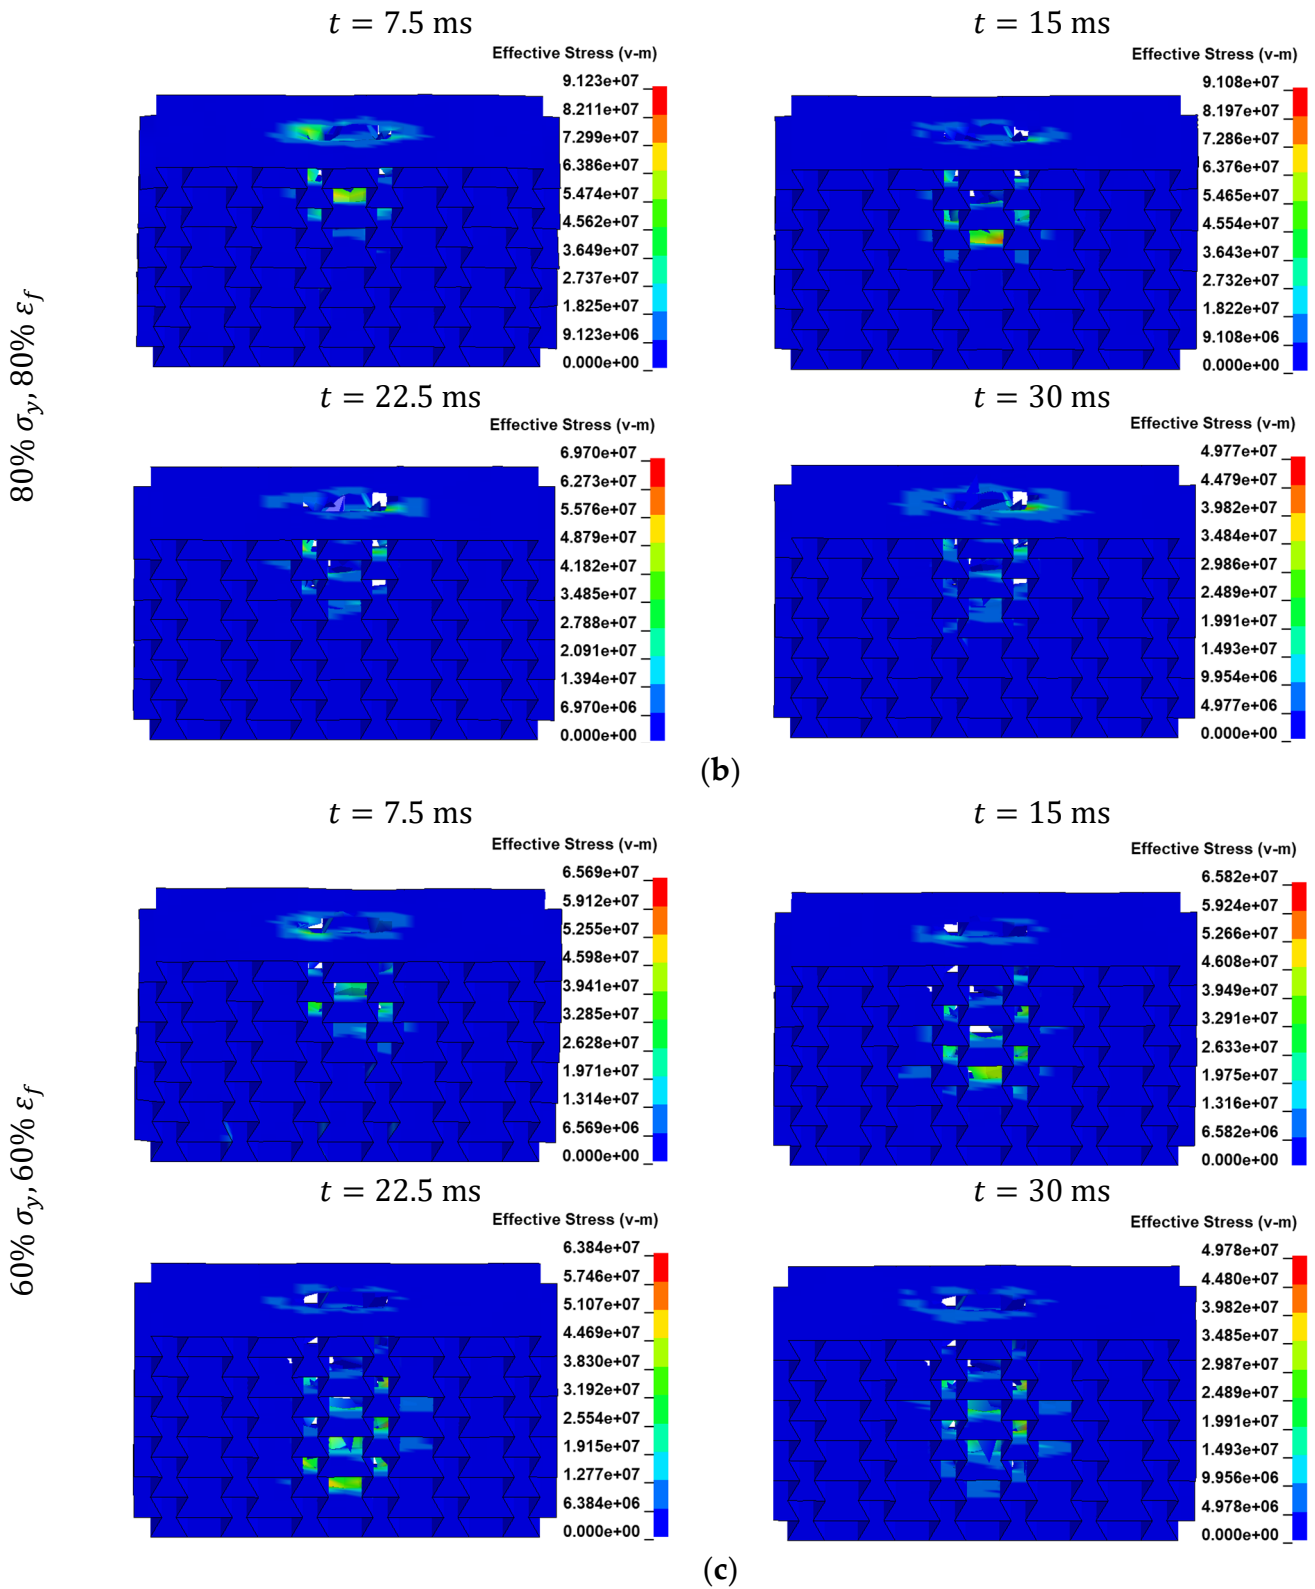 t = 7.5 ms
Effective Stress (v-m)
9.123e+07
8.211e+07
7.299e+07
6.386e+07
5.474e+07
4.562e+07
3.649e+07
2.737e+07
1.825e+07
9.123e+06
0.000e+00
t = 15 ms
Effective Stress (v-m)
9.108e+07
8.197e+07
7.286e+07
6.376e+07
5.465e+07
4.554e+07
3.643e+07
2.732e+07
1.822e+07
9.108e+06
0.000e+00
80% σy, 80% εf
t = 22.5 ms
Effective Stress (v-m)
6.970e+07
6.273e+07
5.576e+07
4.879e+07
4.182e+07
3.485e+07
2.788e+07
2.091e+07
1.394e+07
6.970e+06
0.000e+00
t = 30 ms
Effective Stress (v-m)
4.977e+07
4.479e+07
3.982e+07
3.484e+07
2.986e+07
2.489e+07
1.991e+07
1.493e+07
9.954e+06
4.977e+06
0.000e+00
(b)
t = 7.5 ms
Effective Stress (v-m)
6.569e+07
5.912e+07
5.255e+07
4.598e+07
3.941e+07
3.285e+07
2.628e+07
1.971e+07
1.314e+07
6.569e+06
0.000e+00
t = 15 ms
Effective Stress (v-m)
6.582e+07
5.924e+07
5.266e+07
4.608e+07
3.949e+07
3.291e+07
2.633e+07
1.975e+07
1.316e+07
6.582e+06
0.000e+00
60% σy, 60% εf
t = 22.5 ms
Effective Stress (v-m)
6.384e+07
5.746e+07
5.107e+07
4.469e+07
3.830e+07
3.192e+07
2.554e+07
1.915e+07
1.277e+07
6.384e+06
0.000e+00
t = 30 ms
Effective Stress (v-m)
4.978e+07
4.480e+07
3.982e+07
3.485e+07
2.987e+07
2.489e+07
1.991e+07
1.493e+07
9.956e+06
4.978e+06
0.000e+00
(c)